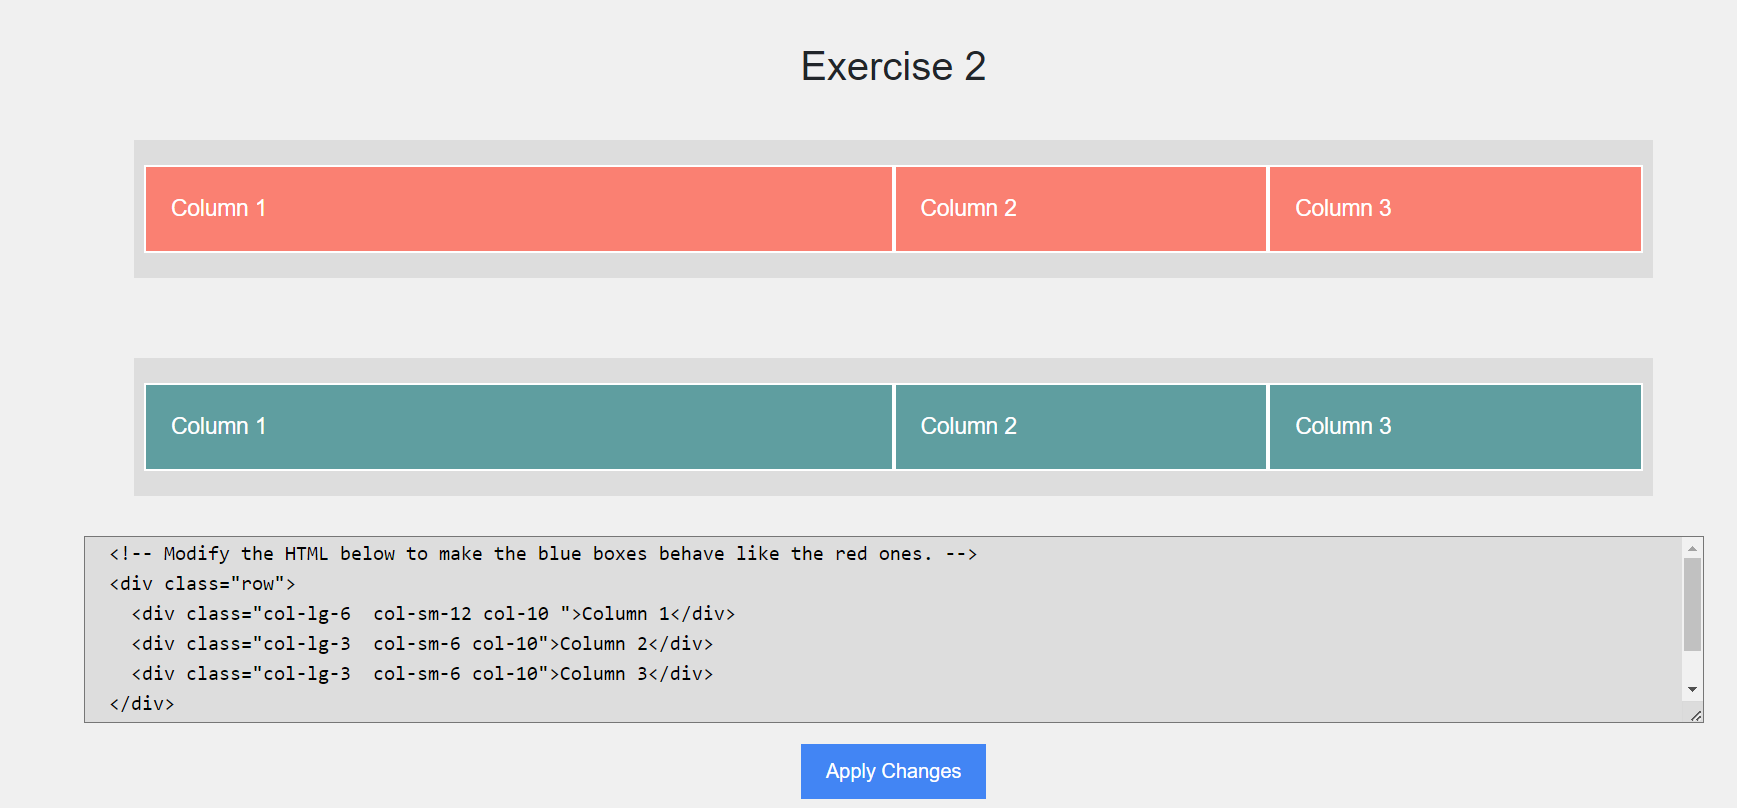 Exercise 2
Column 1 Column 2 Column 3
Column 1 Column 2 Column 3
<!-- Modify the HTML below to make the blue boxes behave like the red ones. -->
<div class="row">
  <div class="col-lg-6  col-sm-12 col-10 ">Column 1</div>
  <div class="col-lg-3  col-sm-6 col-10">Column 2</div>
  <div class="col-lg-3  col-sm-6 col-10">Column 3</div>
</div>
Apply Changes